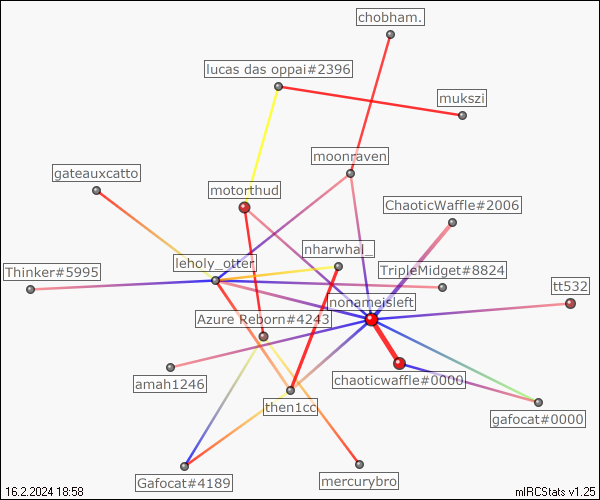 chobham.
lucas das oppai#2396
mukszi
moonraven
gateauxcatto
motorthud
ChaoticWaffle#2006
nharwhal_
leholy_otter
Thinker#5995
TripleMidget#8824
tt532
nonameisleft
Azure Reborn#4243
amah1246
chaoticwaffle#0000
then1cc
gafocat#0000
Gafocat#4189
mercurybro
16.2.2024 18:58
mIRCStats v1.25